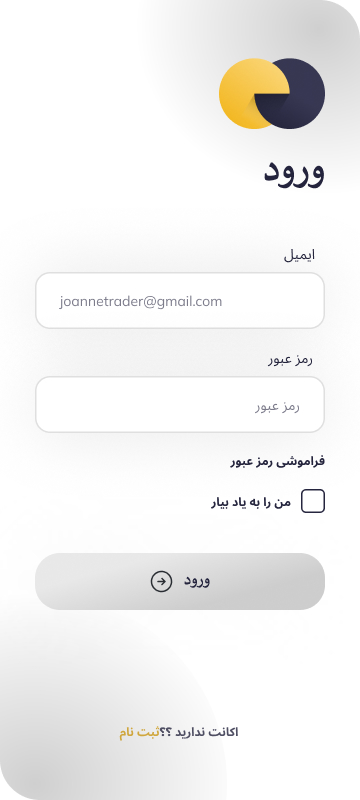 ورود
ایمیل
joannetrader@gmail.com
رمز عبور
رمز عبور
فراموشی رمز عبور
من را به یاد بیار
ورود
اکانت ندارید ؟؟ثبت نام